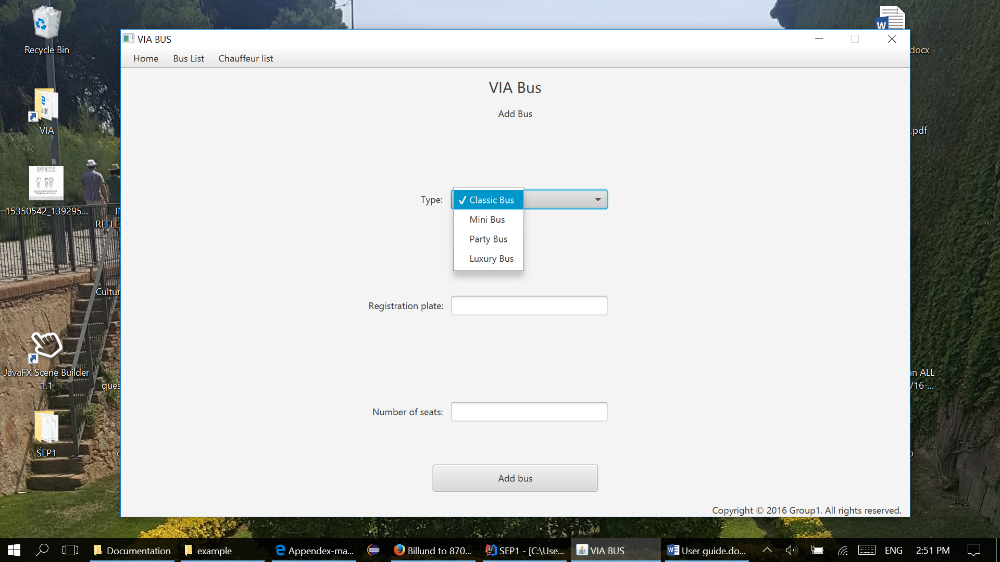 Recycle Bin
VIA
15350542_139295...
REFLE
Cultur
JavaFX Scene Builder
1.1
ques
SEP1
docx
.pdf
n ALL
/16-...
VIA BUS
Home Bus List Chauffeur list
VIA Bus
Add Bus
Type: ✓ Classic Bus
Mini Bus
Party Bus
Luxury Bus
Registration plate:
Number of seats:
Add bus
Copyright © 2016 Group1. All rights reserved.
Documentation example Appendex-ma... Billund to 870... SEP1 - [C:\Use... VIA BUS User guide.do... ENG 2:51 PM